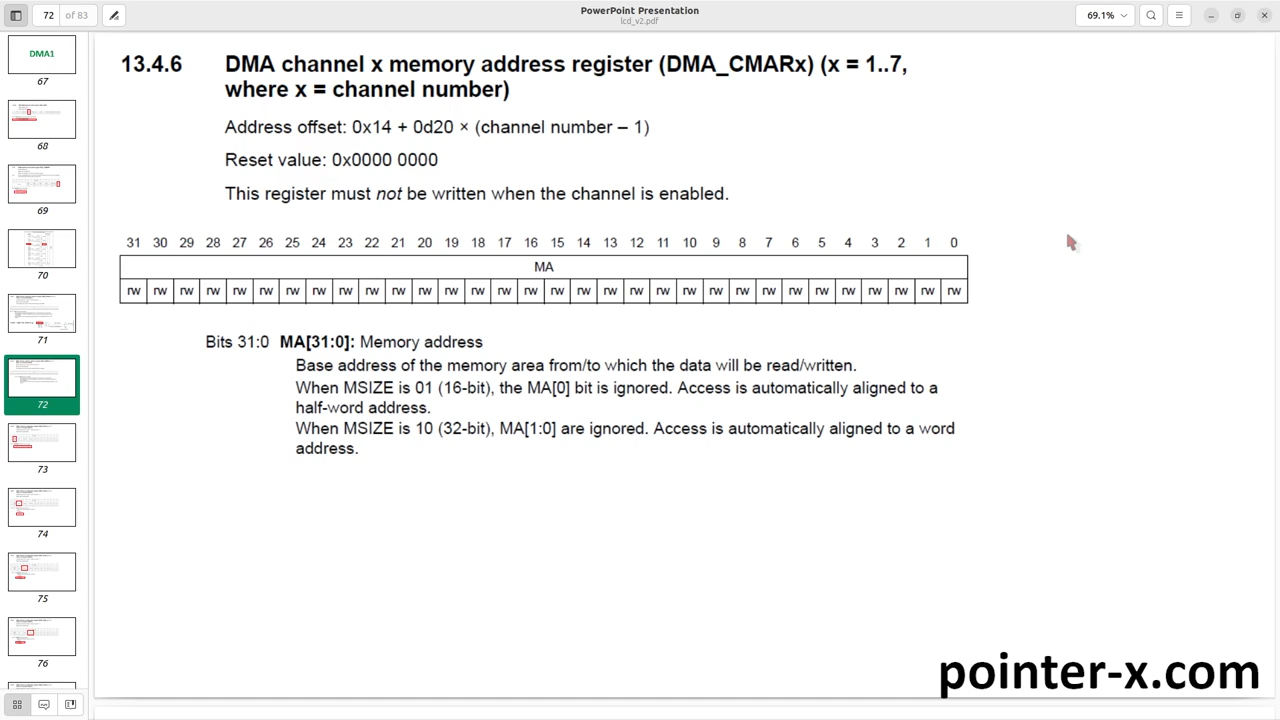 PowerPoint Presentation
lcd_v2.pdf
72 of 83
69.1%
DMA1
67
68
69
70
71
72
73
74
75
76
13.4.6 DMA channel x memory address register (DMA_CMARx) (x = 1..7,
where x = channel number)
Address offset: 0x14 + 0d20 × (channel number – 1)
Reset value: 0x0000 0000
This register must not be written when the channel is enabled.
31 30 29 28 27 26 25 24 23 22 21 20 19 18 17 16 15 14 13 12 11 10 9 8 7 6 5 4 3 2 1 0
MA
rw rw rw rw rw rw rw rw rw rw rw rw rw rw rw rw rw rw rw rw rw rw rw rw rw rw rw rw rw rw rw rw
Bits 31:0 MA[31:0]: Memory address
Base address of the memory area from/to which the data will be read/written.
When MSIZE is 01 (16-bit), the MA[0] bit is ignored. Access is automatically aligned to a
half-word address.
When MSIZE is 10 (32-bit), MA[1:0] are ignored. Access is automatically aligned to a word
address.
pointer-x.com